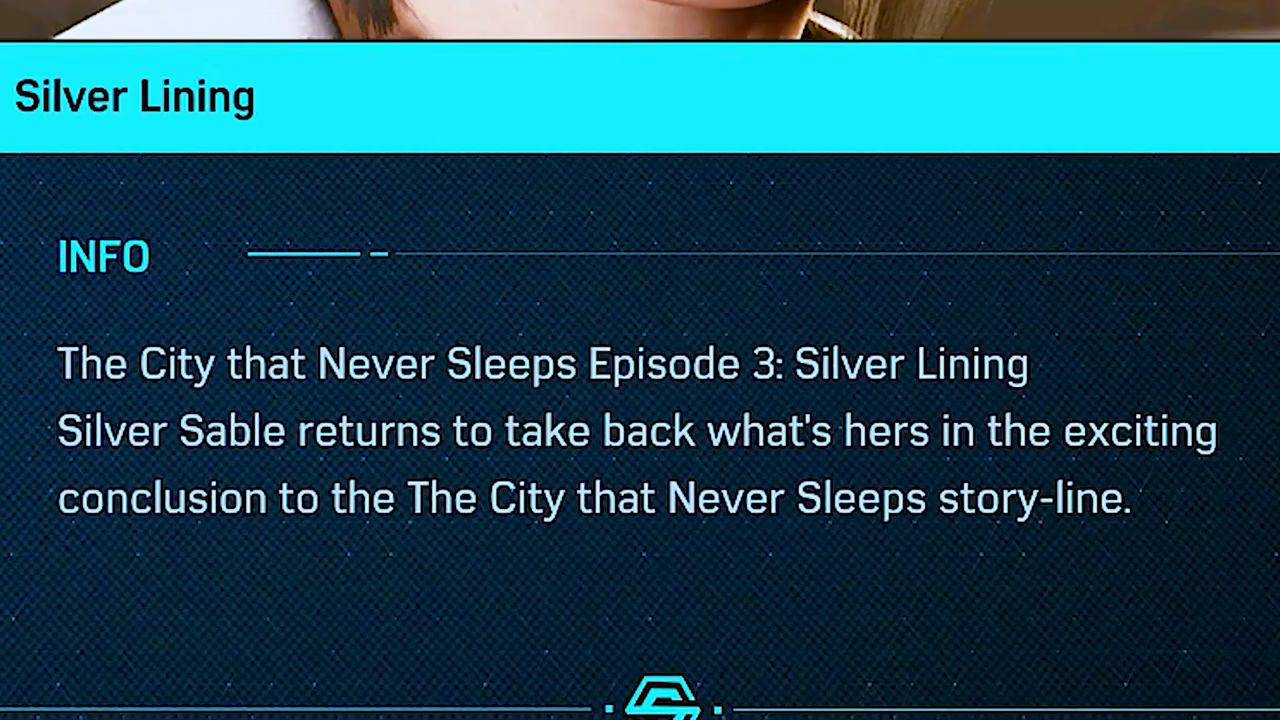 Silver Lining
INFO
The City that Never Sleeps Episode 3: Silver Lining
Silver Sable returns to take back what's hers in the exciting
conclusion to the The City that Never Sleeps story-line.